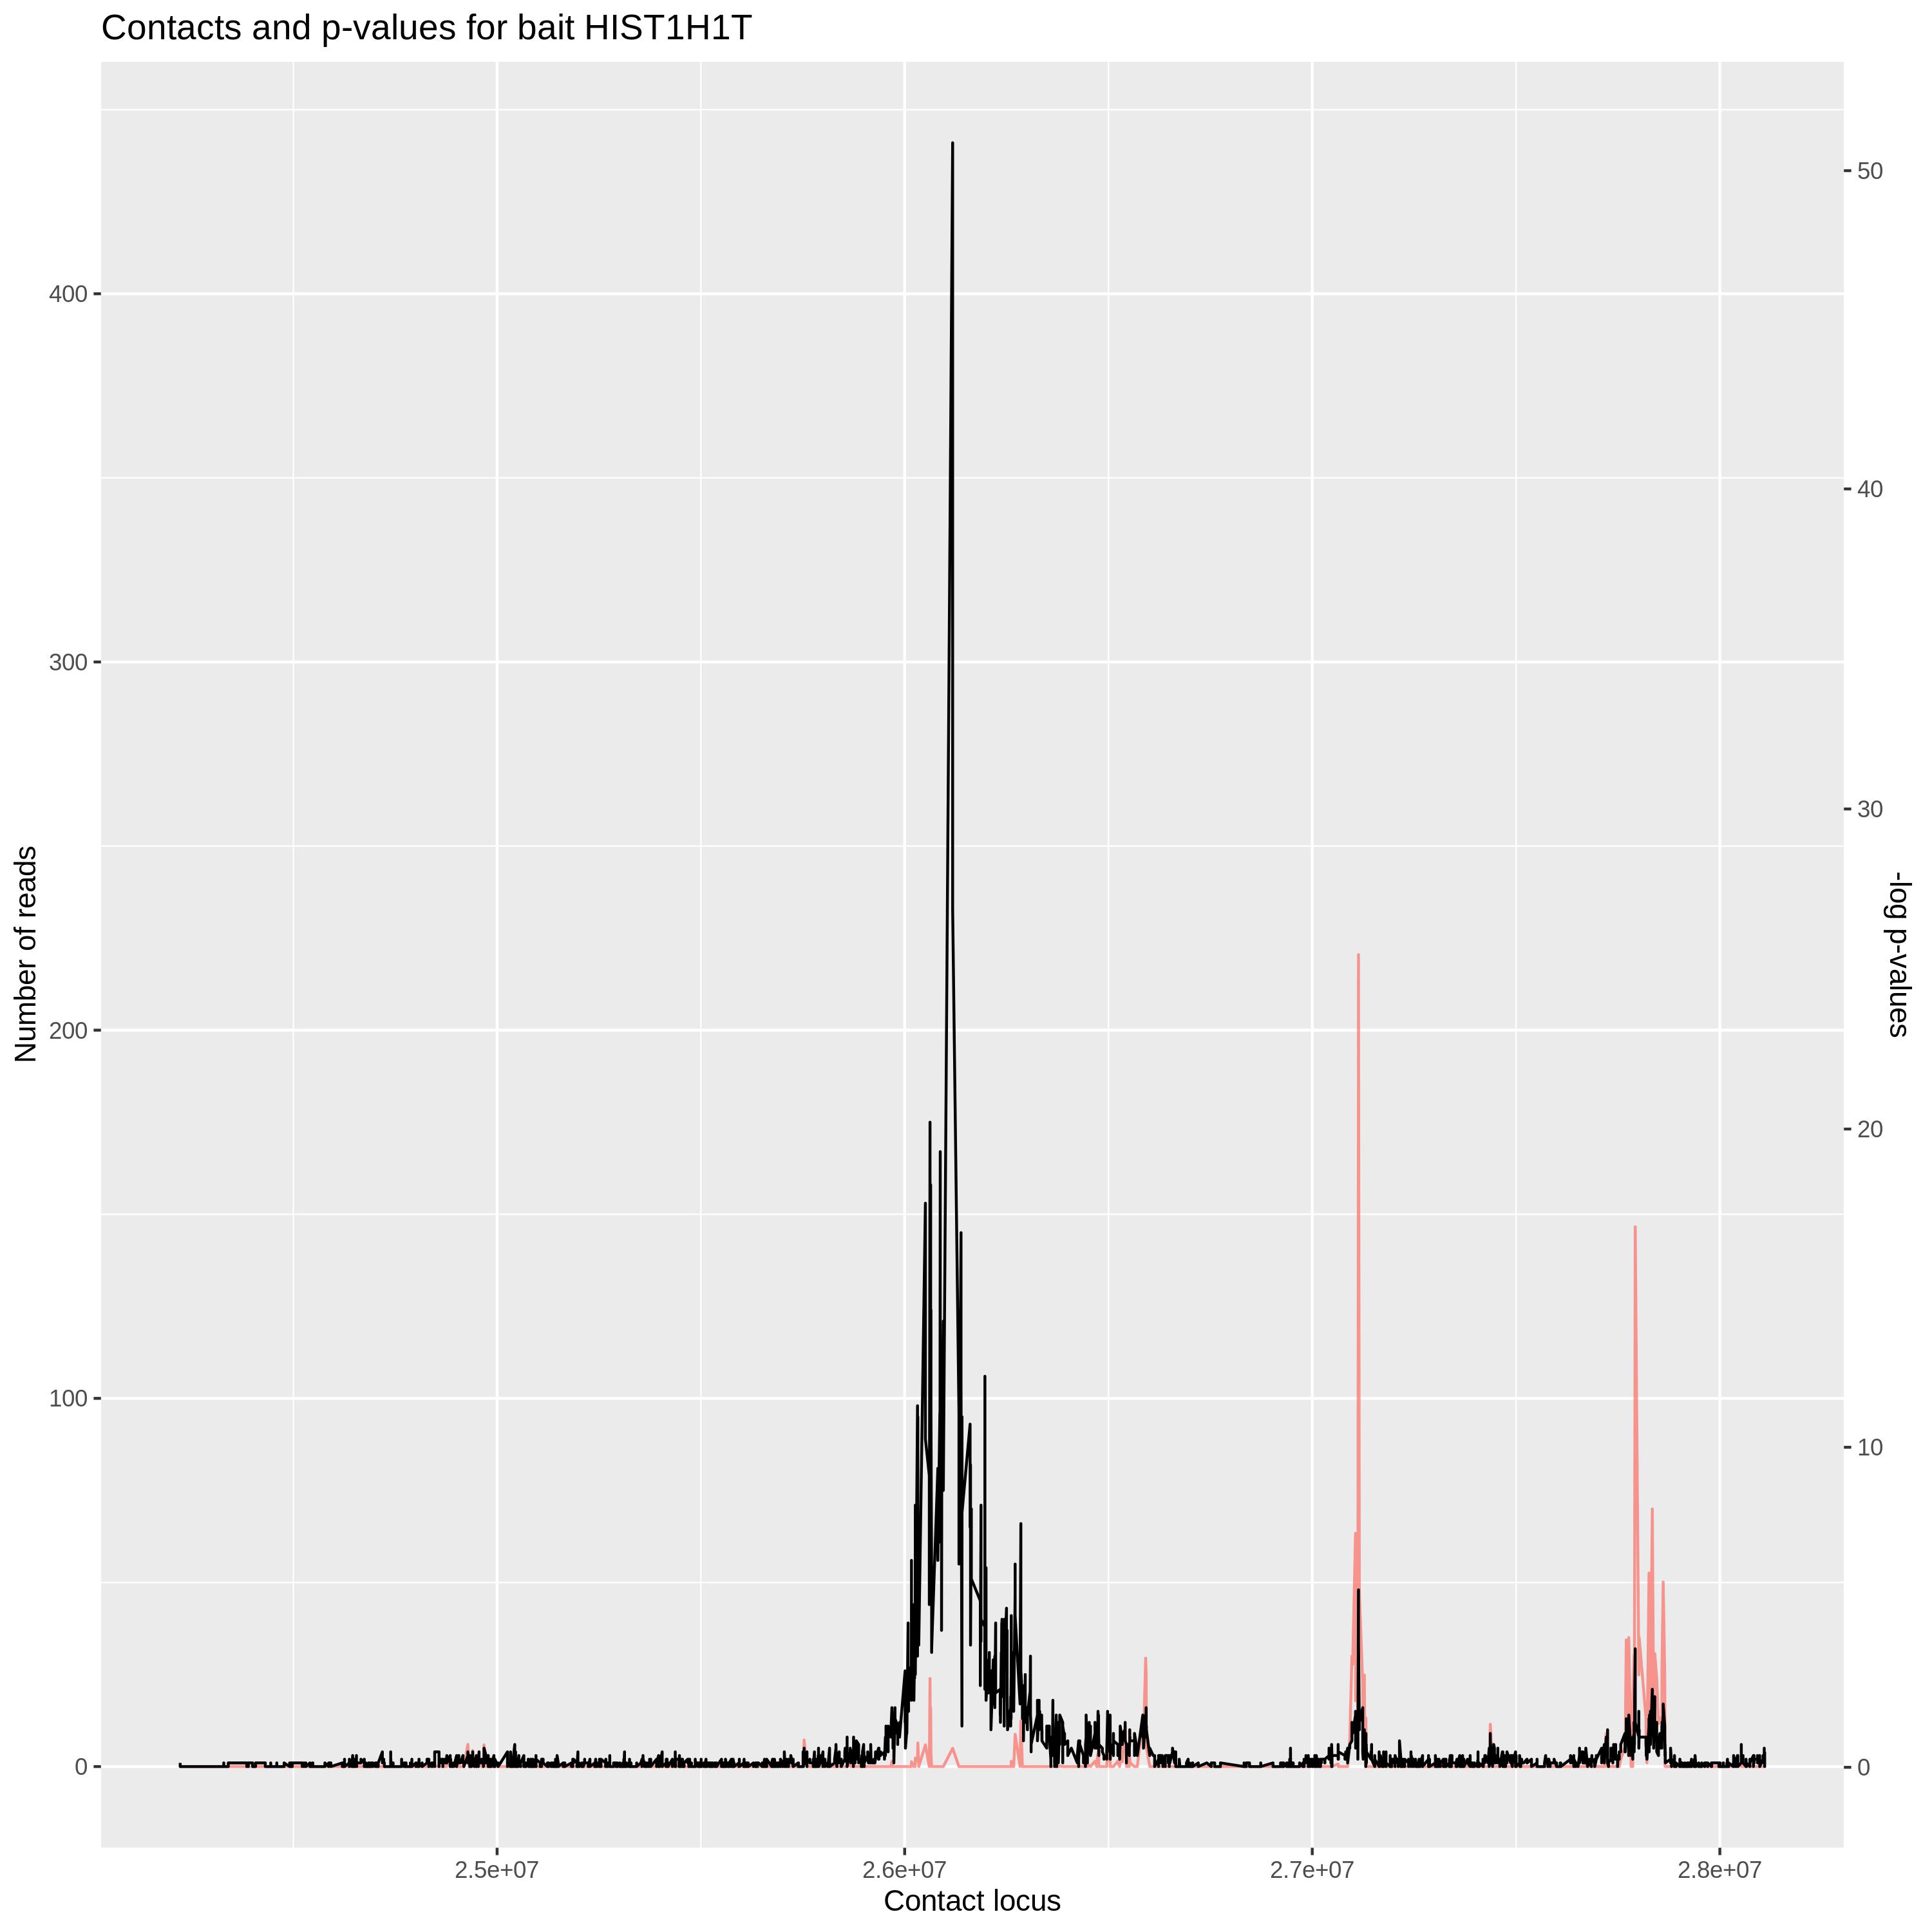 Contacts and p-values for bait HIST1H1T
400
300
200
100
0
Number of reads
50
40
30
20
10
0
-log p-values
2.5e+07
2.6e+07
2.7e+07
2.8e+07
Contact locus